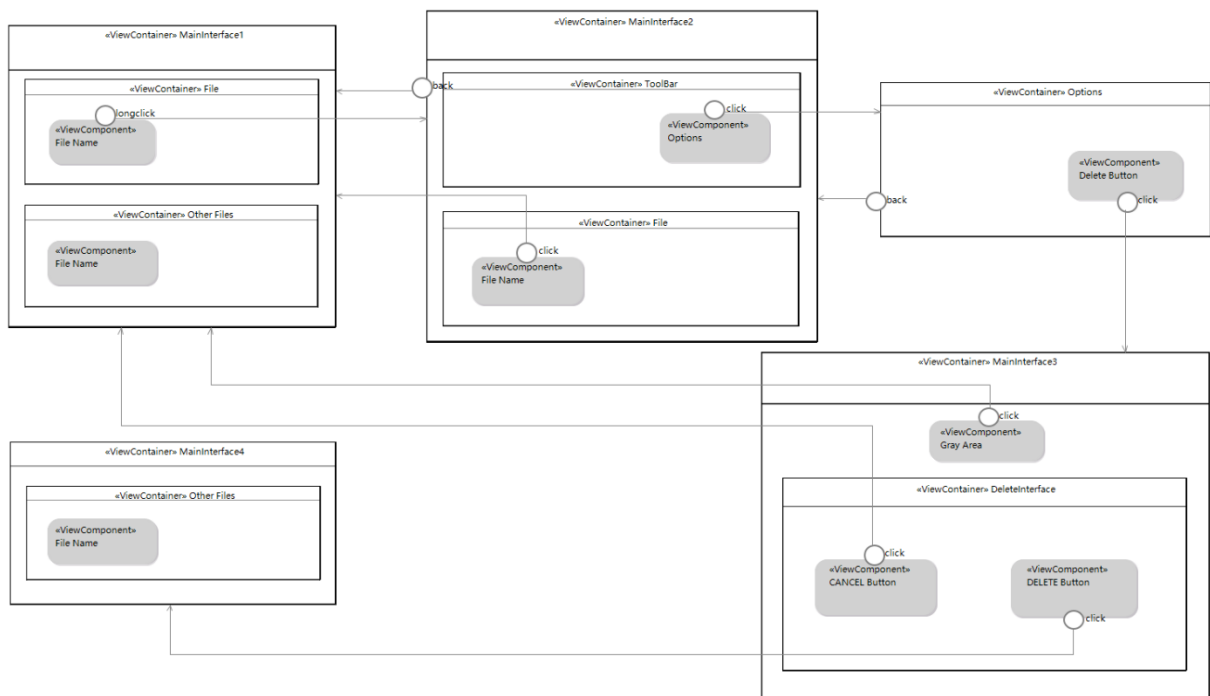 «ViewContainer» MainInterface1
«ViewContainer» File
longclick
«ViewComponent»
File Name
«ViewContainer» Other Files
«ViewComponent»
File Name
«ViewContainer» MainInterface2
back
«ViewContainer» ToolBar
click
«ViewComponent»
Options
«ViewContainer» File
click
«ViewComponent»
File Name
«ViewContainer» Options
«ViewComponent»
Delete Button
click
back
«ViewContainer» MainInterface3
click
«ViewComponent»
Gray Area
«ViewContainer» DeleteInterface
click
«ViewComponent»
CANCEL Button
«ViewComponent»
DELETE Button
click
«ViewContainer» MainInterface4
«ViewContainer» Other Files
«ViewComponent»
File Name